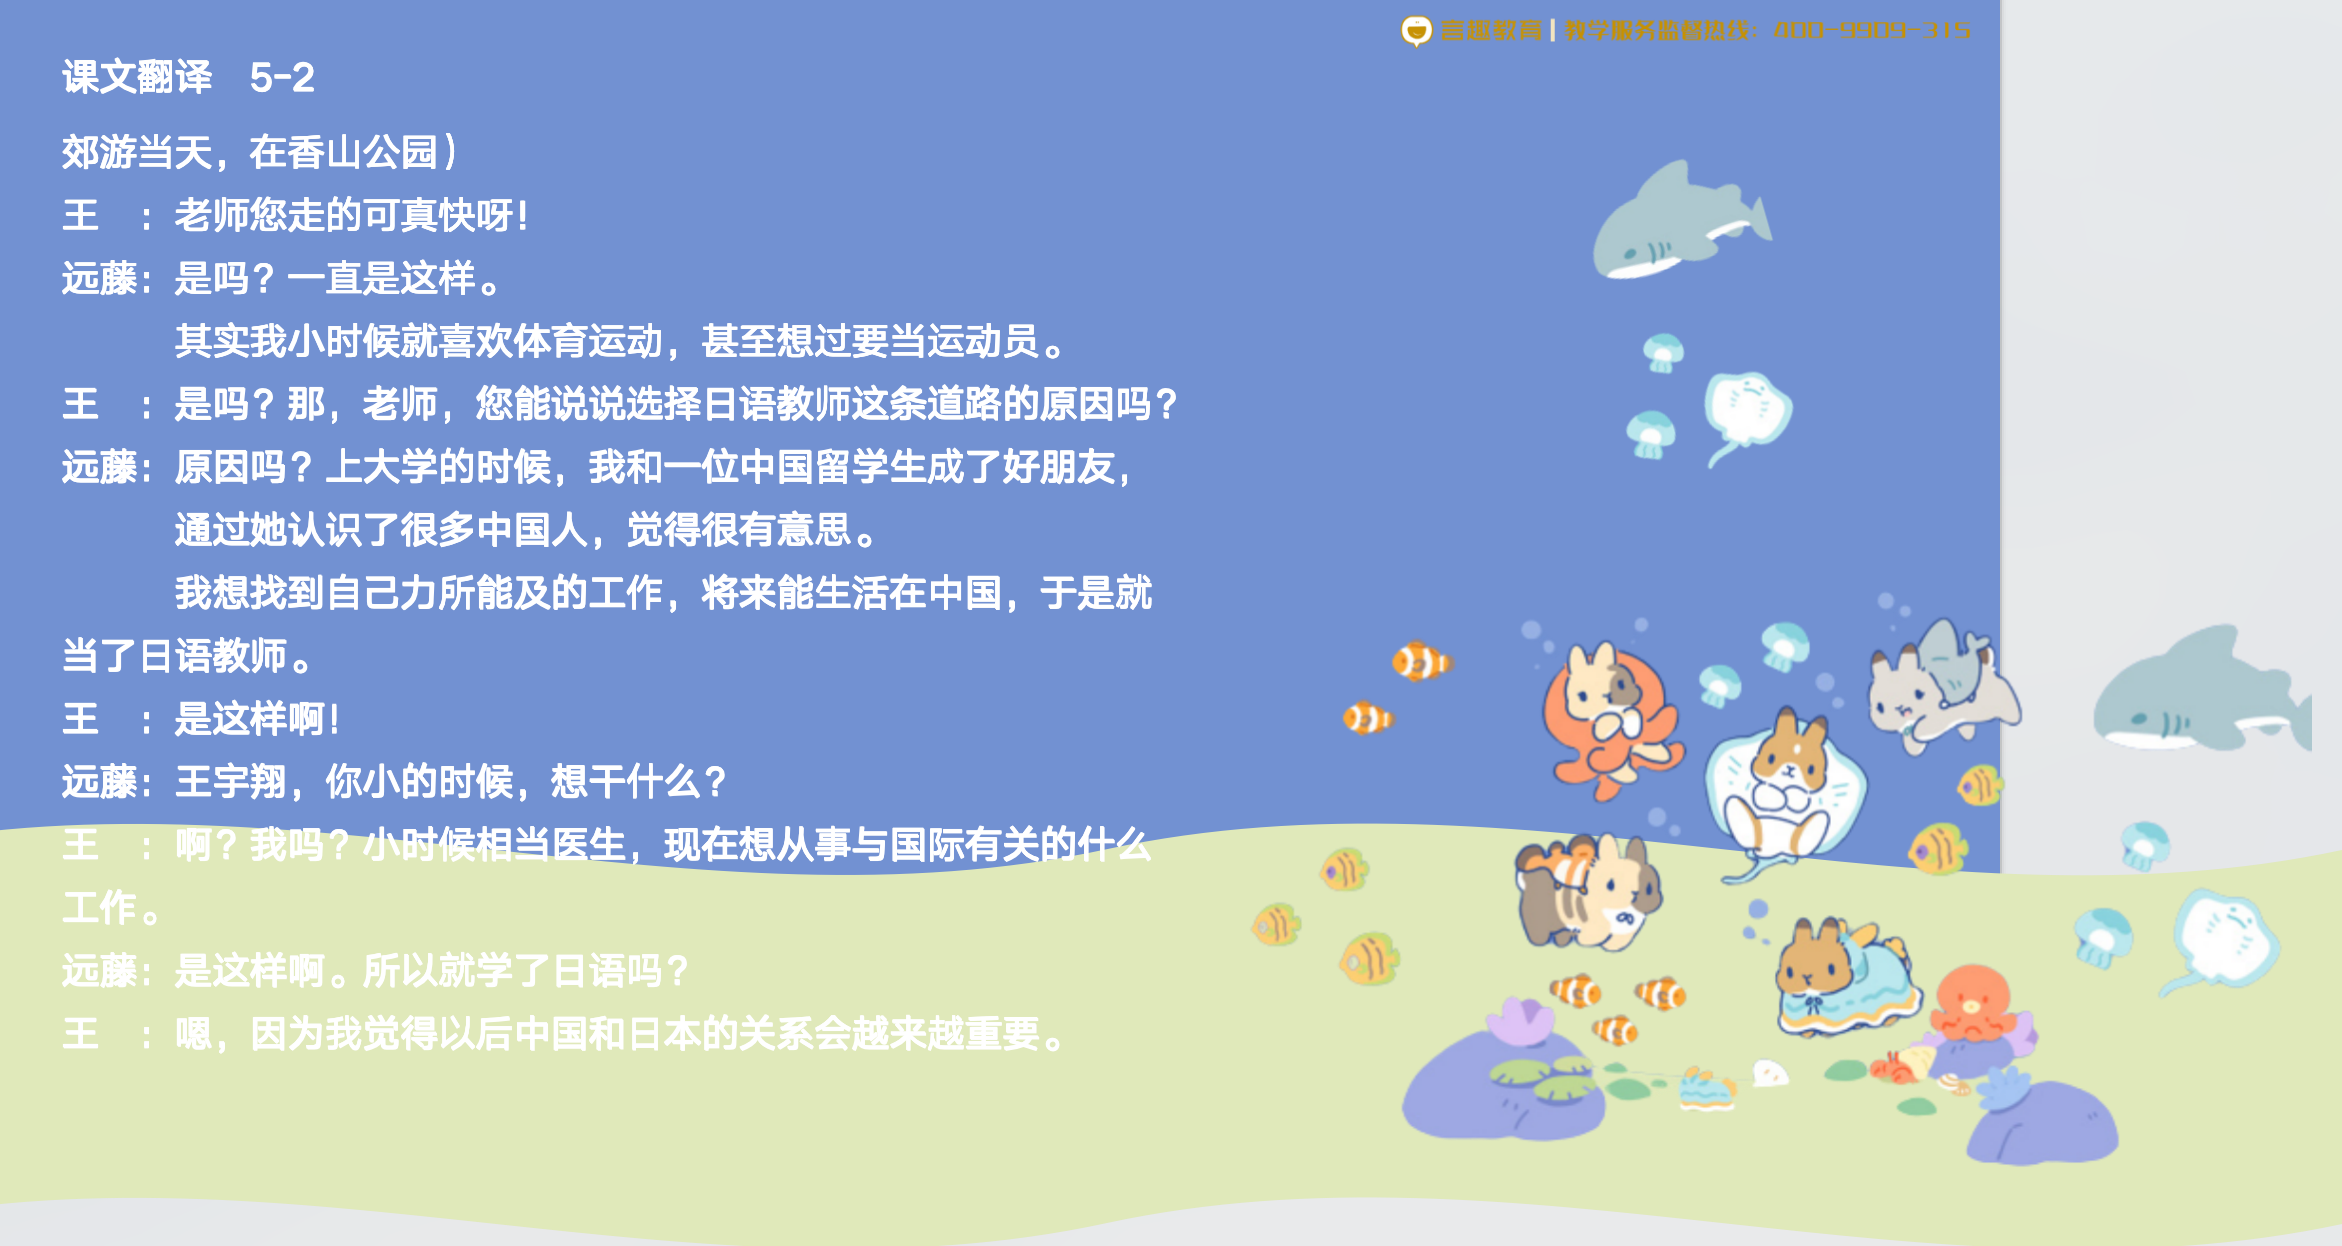 言趣教育 | 教学服务监督热线：400-9909-315
课文翻译　5-2
郊游当天，在香山公园）
王　：老师您走的可真快呀！
远藤：是吗？一直是这样。
其实我小时候就喜欢体育运动，甚至想过要当运动员。
王　：是吗？那，老师，您能说说选择日语教师这条道路的原因吗？
远藤：原因吗？上大学的时候，我和一位中国留学生成了好朋友，
通过她认识了很多中国人，觉得很有意思。
我想找到自己力所能及的工作，将来能生活在中国，于是就
当了日语教师。
王　：是这样啊！
远藤：王宇翔，你小的时候，想干什么？
王　：啊？我吗？小时候相当医生，现在想从事与国际有关的什么
工作。
远藤：是这样啊。所以就学了日语吗？
王　：嗯，因为我觉得以后中国和日本的关系会越来越重要。